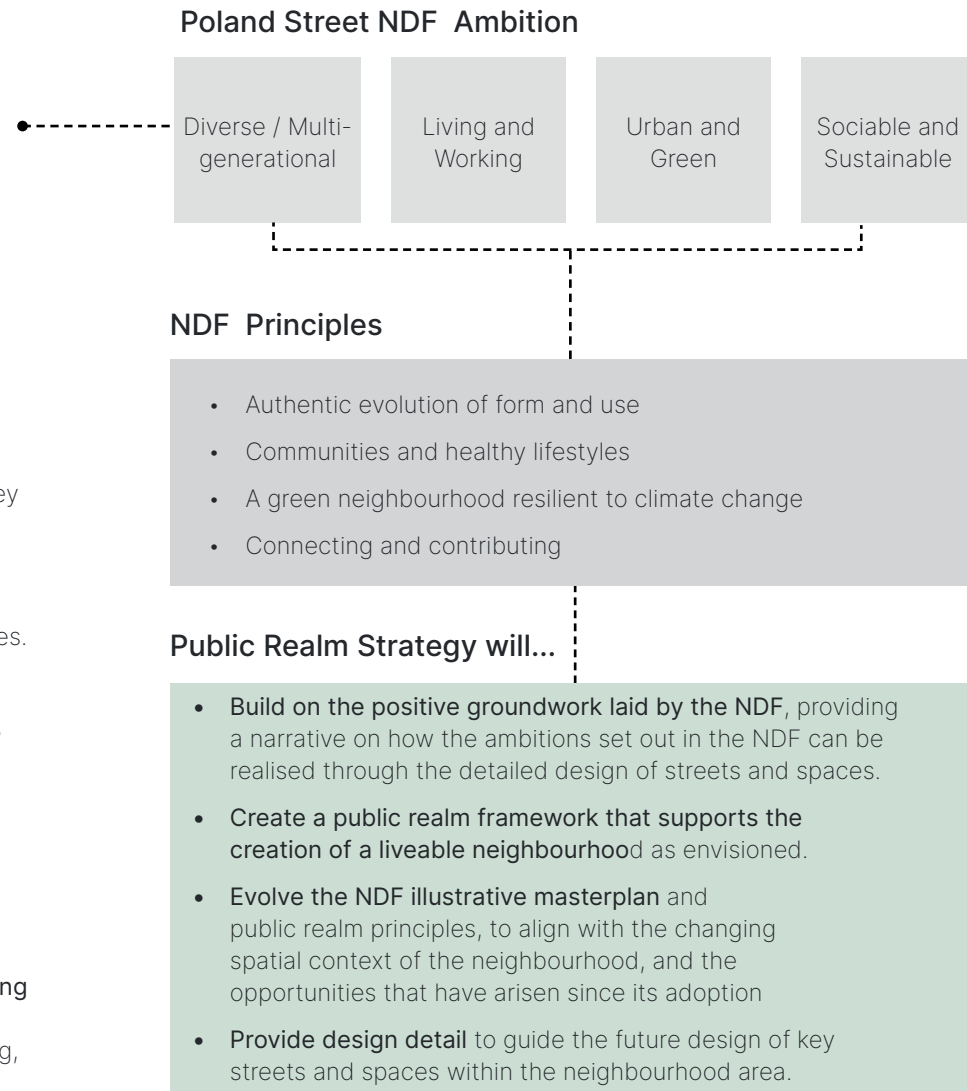 Poland Street NDF Ambition
Diverse / Multi-
generational
Living and
Working
Urban and
Green
Sociable and
Sustainable
NDF Principles
• Authentic evolution of form and use
• Communities and healthy lifestyles
• A green neighbourhood resilient to climate change
• Connecting and contributing
Public Realm Strategy will...
• Build on the positive groundwork laid by the NDF, providing
a narrative on how the ambitions set out in the NDF can be
realised through the detailed design of streets and spaces.
• Create a public realm framework that supports the
creation of a liveable neighbourhood as envisioned.
• Evolve the NDF illustrative masterplan and
public realm principles, to align with the changing
spatial context of the neighbourhood, and the
opportunities that have arisen since its adoption
• Provide design detail to guide the future design of key
streets and spaces within the neighbourhood area.